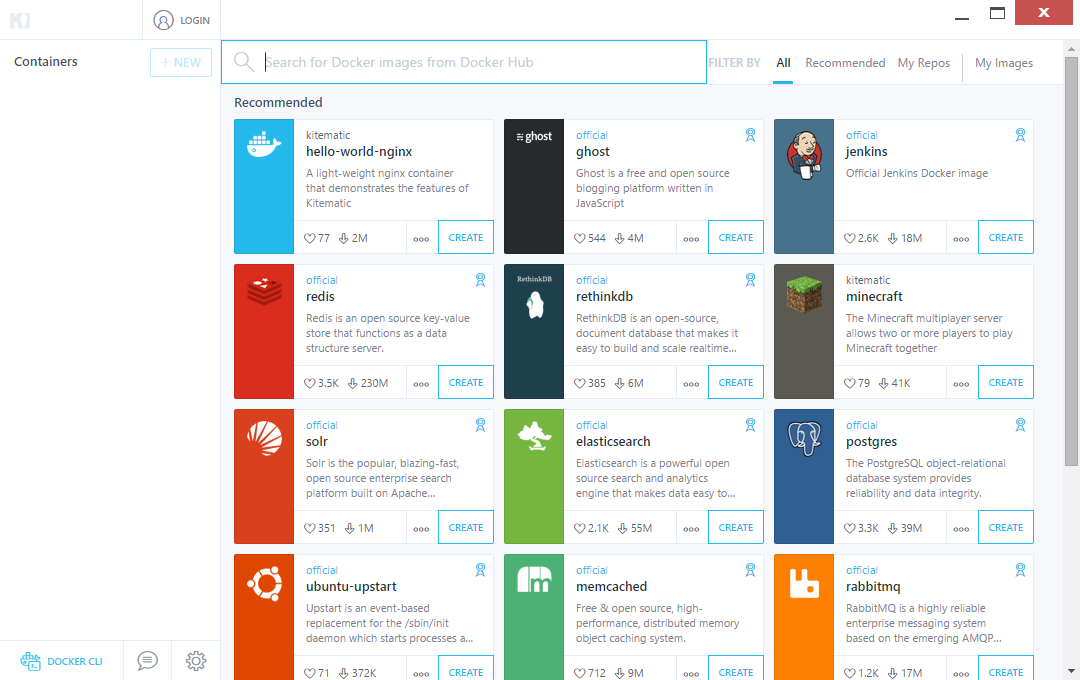 K
LOGIN
Containers
+ NEW
Search for Docker images from Docker Hub
FILTER BY
All
Recommended
My Repos
My Images
Recommended
kitematic
hello-world-nginx
A light-weight nginx container
that demonstrates the features of
Kitematic
77
2M
CREATE
ghost
official
ghost
Ghost is a free and open source
blogging platform written in
JavaScript
544
4M
CREATE
official
jenkins
Official Jenkins Docker image
2.6K
18M
CREATE
official
redis
Redis is an open source key-value
store that functions as a data
structure server.
3.5K
230M
CREATE
RethinkDB
official
rethinkdb
RethinkDB is an open-source,
document database that makes it
easy to build and scale realtime...
385
6M
CREATE
kitematic
minecraft
The Minecraft multiplayer server
allows two or more players to play
Minecraft together
79
41K
CREATE
official
solr
Solr is the popular, blazing-fast,
open source enterprise search
platform built on Apache...
351
1M
CREATE
official
elasticsearch
Elasticsearch is a powerful open
source search and analytics
engine that makes data easy to...
2.1K
55M
CREATE
official
postgres
The PostgreSQL object-relational
database system provides
reliability and data integrity.
3.3K
39M
CREATE
official
ubuntu-upstart
Upstart is an event-based
replacement for the /sbin/init
daemon which starts processes a...
71
372K
CREATE
m
official
memcached
Free & open source, high-
performance, distributed memory
object caching system.
712
9M
CREATE
official
rabbitmq
RabbitMQ is a highly reliable
enterprise messaging system
based on the emerging AMQP...
1.2K
17M
CREATE
DOCKER CLI